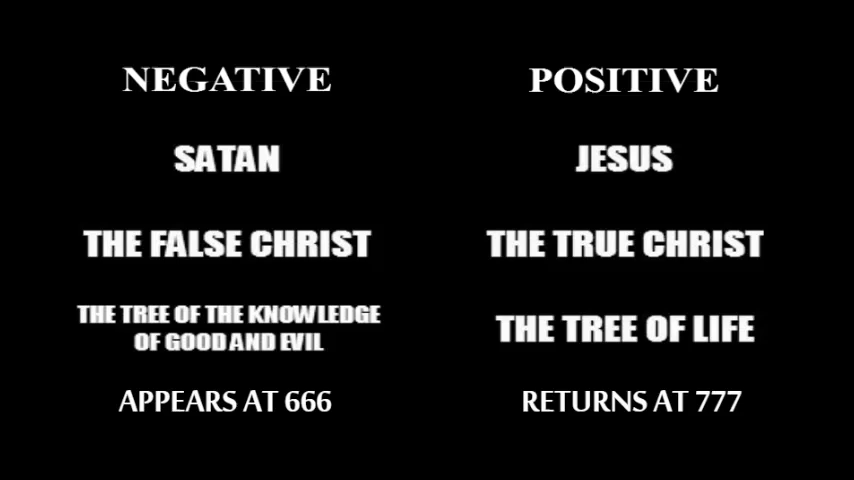 NEGATIVE
SATAN
THE FALSE CHRIST
THE TREE OF THE KNOWLEDGE
OF GOOD AND EVIL
APPEARS AT 666
POSITIVE
JESUS
THE TRUE CHRIST
THE TREE OF LIFE
RETURNS AT 777